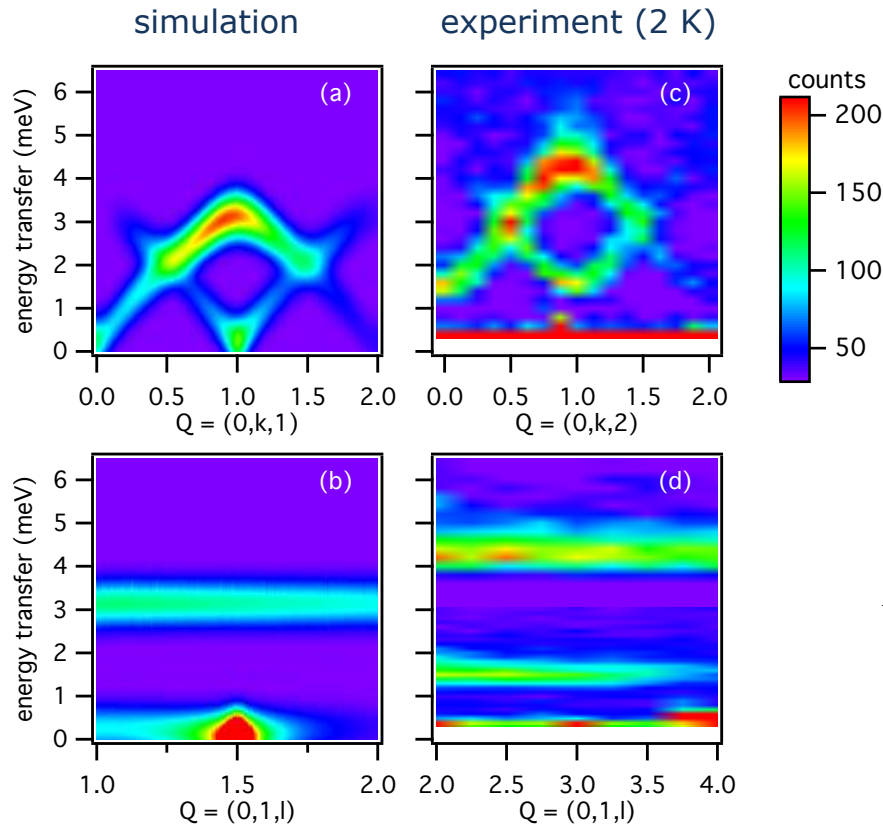 simulation
experiment (2 K)
counts
(a)
(c)
energy transfer (meV)
6
5
4
3
2
1
0
0.0 0.5 1.0 1.5 2.0
Q = (0,k,1)
0.0 0.5 1.0 1.5 2.0
Q = (0,k,2)
200
150
100
50
(b)
(d)
energy transfer (meV)
6
5
4
3
2
1
0
1.0 1.5 2.0
Q = (0,1,l)
2.0 2.5 3.0 3.5 4.0
Q = (0,1,l)